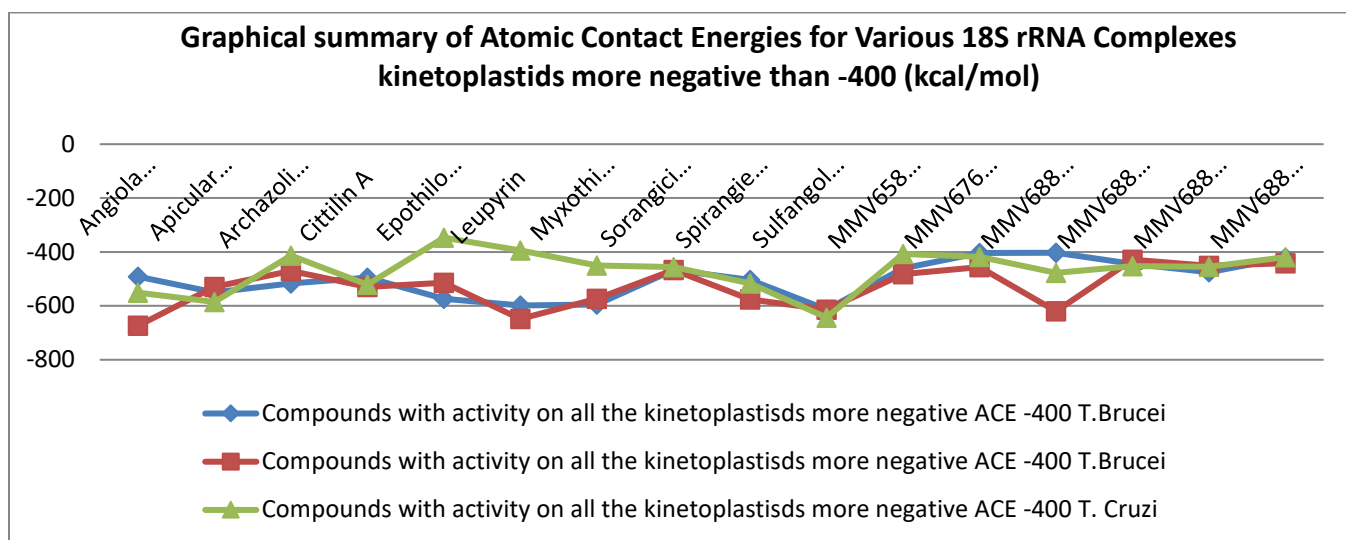 Graphical summary of Atomic Contact Energies for Various 18S rRNA Complexes
kinetoplastids more negative than -400 (kcal/mol)
0
-200
-400
-600
-800
Angiola...
Apicular...
Archazoli...
Cittilin A
Epothilo...
Leupyrin
Myxothi...
Sorangici...
Spirangie...
Sulfangol...
MMV658...
MMV676...
MMV688...
MMV688...
MMV688...
MMV688...
Compounds with activity on all the kinetoplastisds more negative ACE -400 T.Brucei
Compounds with activity on all the kinetoplastisds more negative ACE -400 T.Brucei
Compounds with activity on all the kinetoplastisds more negative ACE -400 T. Cruzi